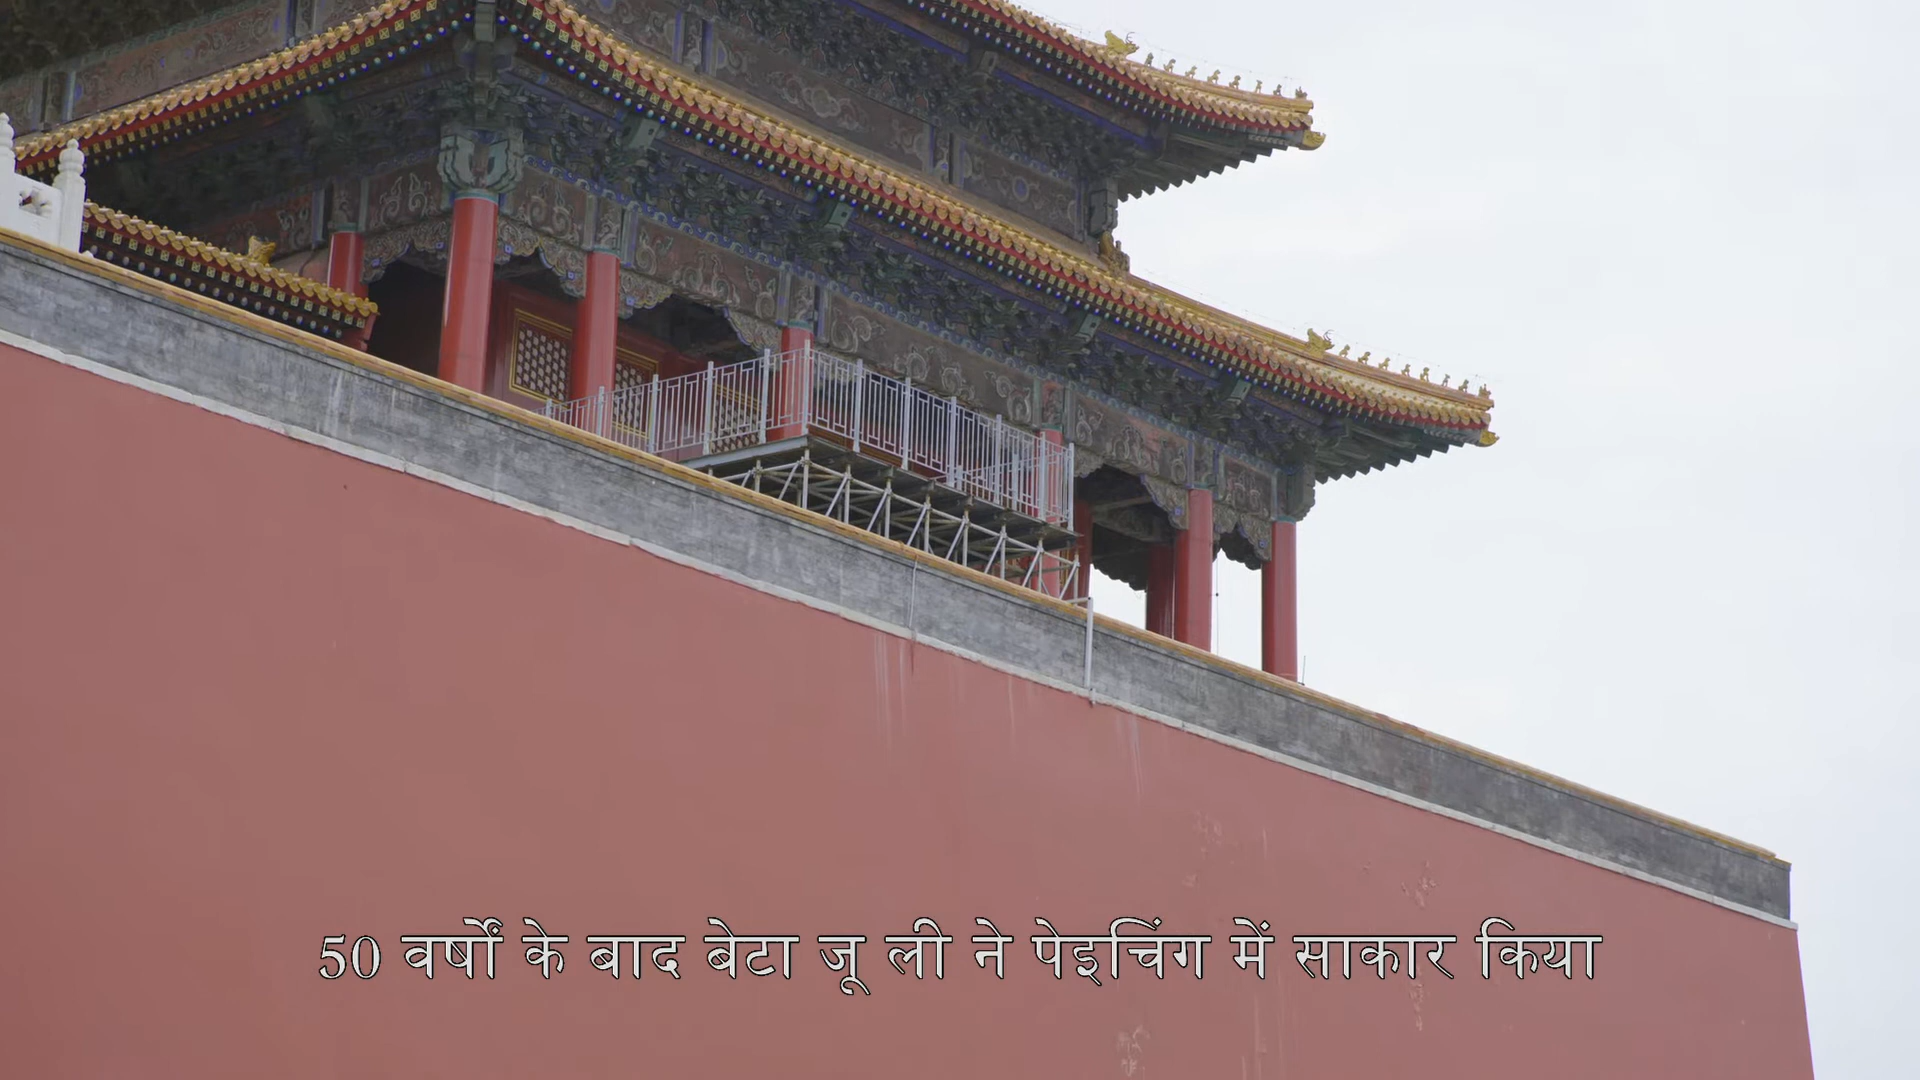 50 वर्षों के बाद बेटा जू ली ने पेइचिंग में साकार किया